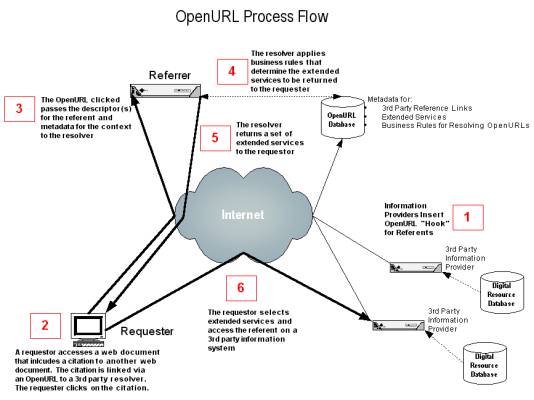 OpenURL Process Flow
Referrer
4
The resolver applies
business rules that
determine the extended
services to be returned
to the requester
3
The OpenURL clicked
passes the descriptor(s)
for the referent and
metadata for the context
to the resolver
5
The resolver
returns a set of
extended services
to the requestor
OpenURL
Database
Metadata for:
3rd Party Reference Links
Extended Services
Business Rules for Resolving OpenURLs
Internet
Information
Providers Insert
OpenURL "Hook"
for Referents
1
3rd Party
Information
Provider
Digital
Resource
Database
6
The requestor selects
extended services and
access the referent on a
3rd party information
system
3rd Party
Information
Provider
Digital
Resource
Database
2
Requester
A requestor accesses a web document
that inlcudes a citation to another web
document. The citation is linked via
an OpenURL to a 3rd party resolver.
The requester clicks on the citation.